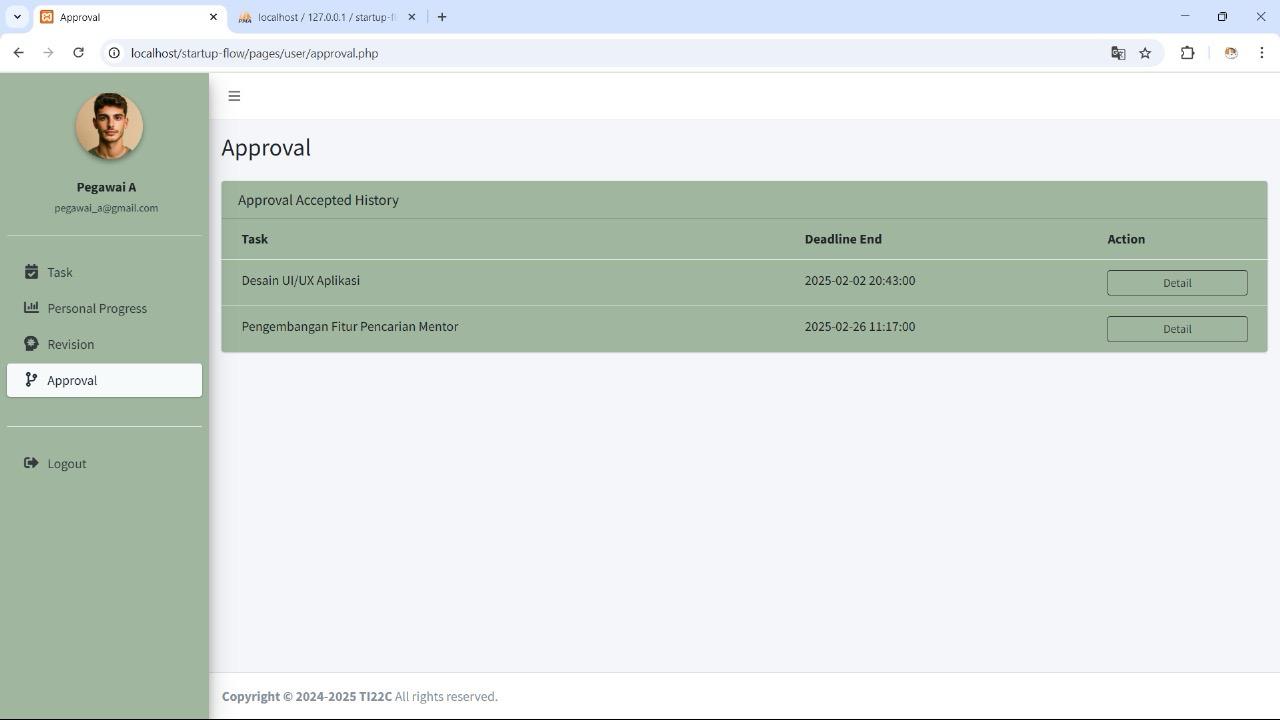 Approval
localhost / 127.0.0.1 / startup-fl
localhost/startup-flow/pages/user/approval.php
Pegawai A
pegawai_a@gmail.com
Task
Personal Progress
Revision
Approval
Logout
Approval
Approval Accepted History
Task Deadline End Action
Desain UI/UX Aplikasi 2025-02-02 20:43:00 Detail
Pengembangan Fitur Pencarian Mentor 2025-02-26 11:17:00 Detail
Copyright © 2024-2025 TI22C All rights reserved.